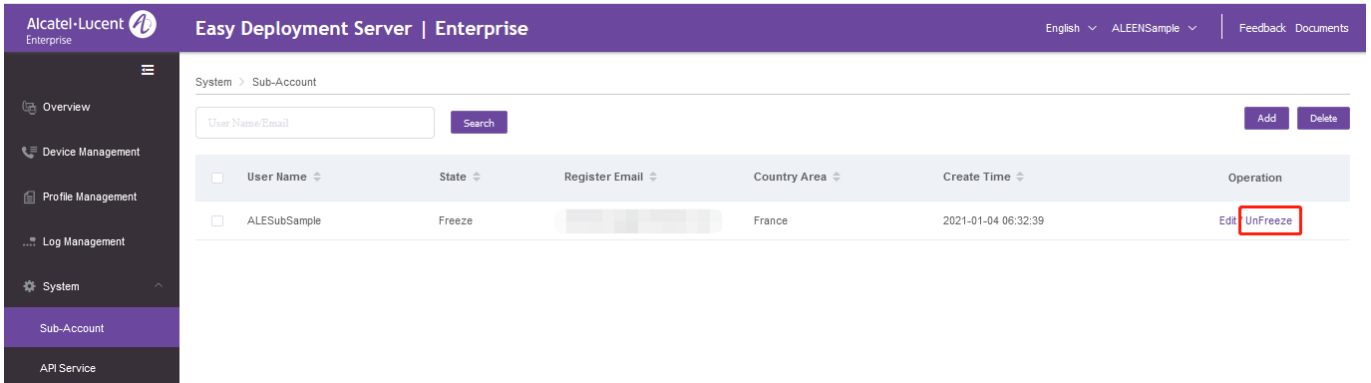 Alcatel·Lucent
Enterprise
Easy Deployment Server | Enterprise
English ALEENSample Feedback Documents
Overview
Device Management
Profile Management
Log Management
System
Sub-Account
API Service
System > Sub-Account
User Name/Email Search Add Delete
User Name State Register Email Country Area Create Time Operation
ALESubSample Freeze France 2021-01-04 06:32:39 Edit / UnFreeze